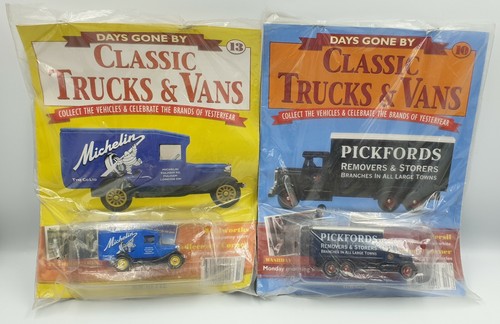 DAYS GONE BY
13
CLASSIC
TRUCKS & VANS
COLLECT THE VEHICLES & CELEBRATE THE BRANDS OF YESTERYEAR
Michelin
Michelin
DAYS GONE BY
10
CLASSIC
TRUCKS & VANS
COLLECT THE VEHICLES & CELEBRATE THE BRANDS OF YESTERYEAR
PICKFORDS
REMOVERS & STORERS
BRANCHES IN ALL LARGE TOWNS
PICKFORDS
REMOVERS & STORERS
BRANCHES IN ALL LARGE TOWNS
Monday